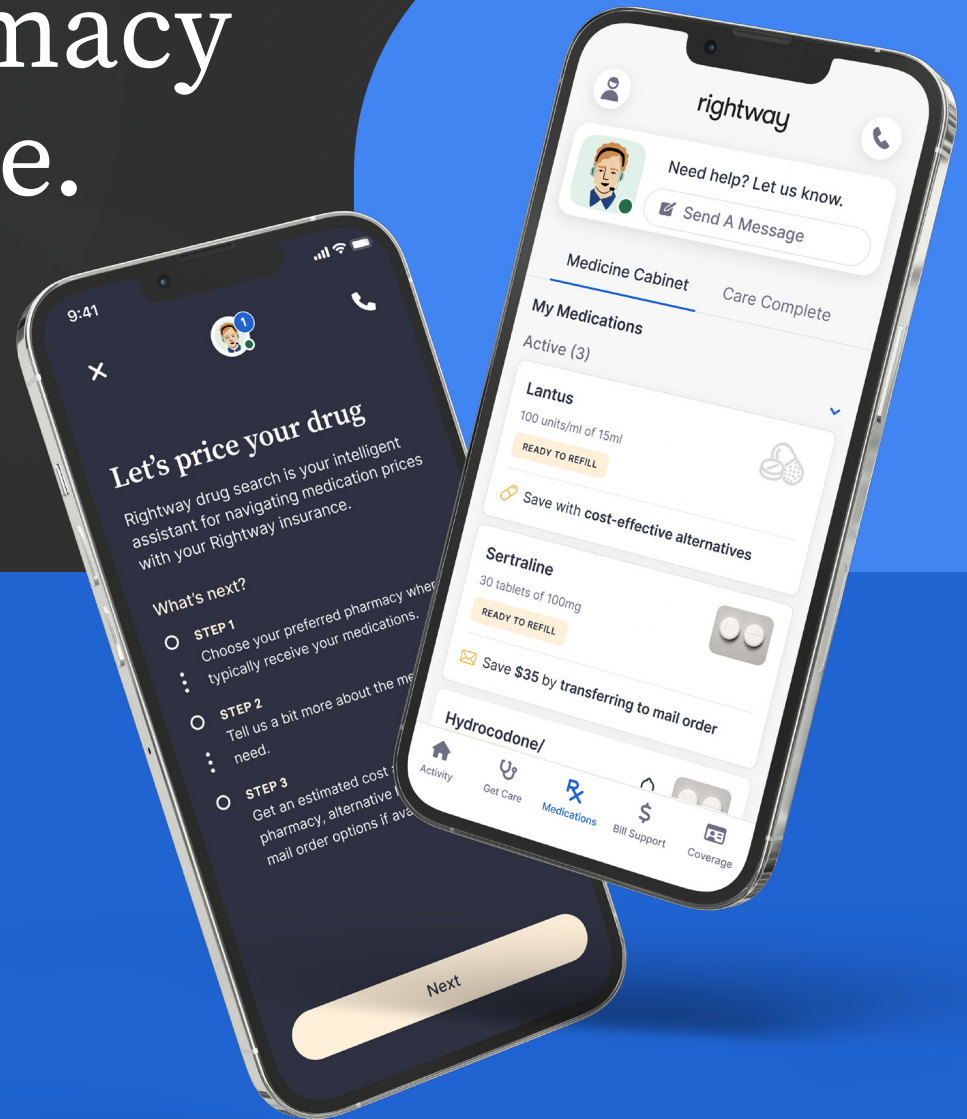 e.
9:41
1
Let's price your drug
Rightway drug search is your intelligent
assistant for navigating medication prices
with your Rightway insurance.
What's next?
STEP 1
Choose your preferred pharmacy
typically receive your medications.
STEP 2
Tell us a bit more about the
need.
STEP 3
Get an estimated cost
pharmacy, alternative
mail order options if
Next
rightway
Need help? Let us know.
Send A Message
Medicine Cabinet
Care Complete
My Medications
Active (3)
Lantus
100 units/ml of 15ml
READY TO REFILL
Save with cost-effective alternatives
Sertraline
30 tablets of 100mg
READY TO REFILL
Save $35 by transferring to mail order
Hydrocodone/
Activity
Get Care
Rx
Medications
$
Bill Support
Coverage